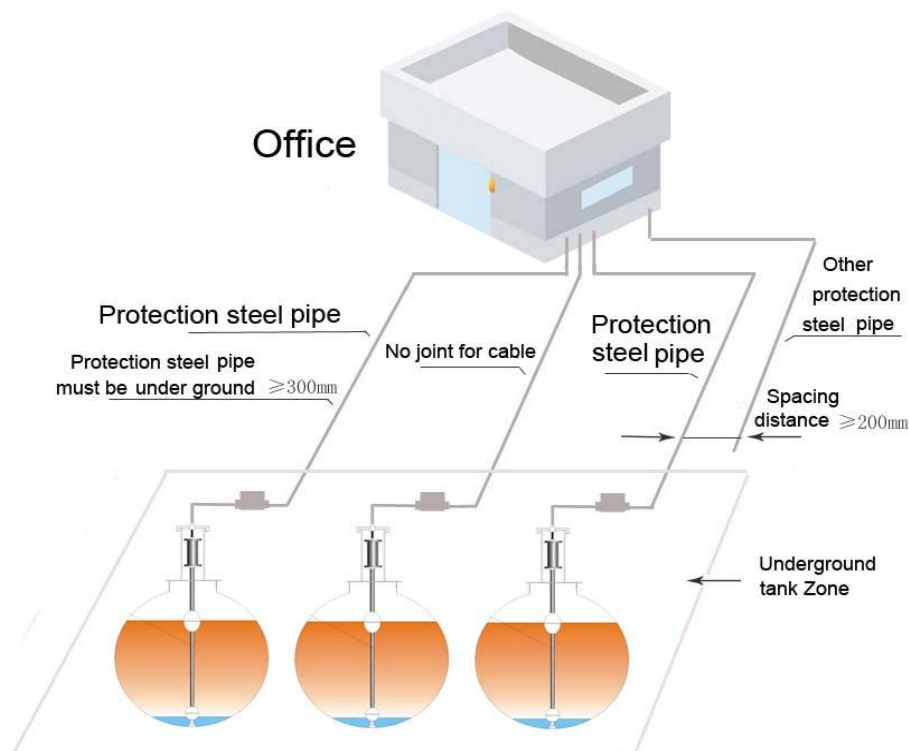 Office
Protection steel pipe
Protection steel pipe
must be under ground ≥300mm
No joint for cable
Protection
steel pipe
Other
protection
steel pipe
Spacing
distance ≥200mm
Underground
tank Zone